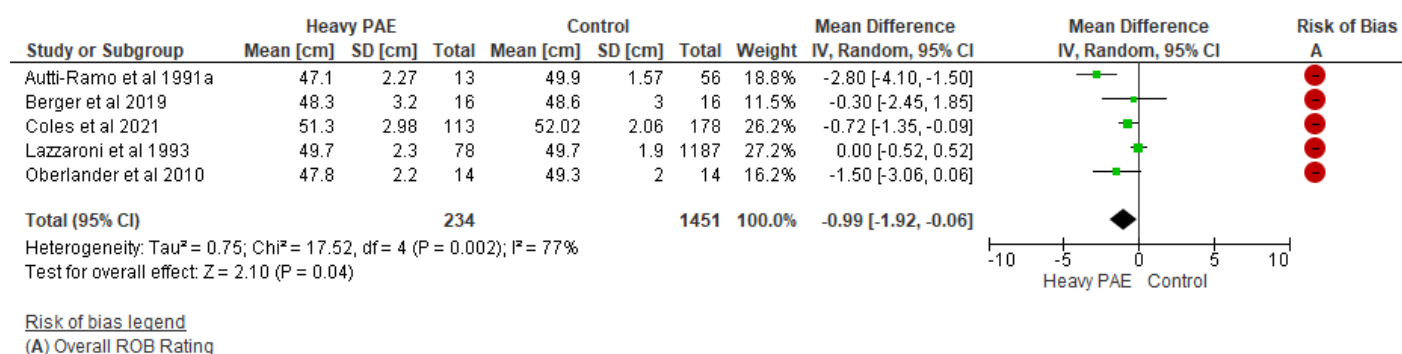 Heavy PAE Control Mean Difference Mean Difference Risk of Bias
Study or Subgroup Mean [cm] SD [cm] Total Mean [cm] SD [cm] Total Weight IV, Random, 95% CI IV, Random, 95% CI A
Autti-Ramo et al 1991a 47.1 2.27 13 49.9 1.57 56 18.8% -2.80 [-4.10, -1.50]
Berger et al 2019 48.3 3.2 16 48.6 3 16 11.5% -0.30 [-2.45, 1.85]
Coles et al 2021 51.3 2.98 113 52.02 2.06 178 26.2% -0.72 [-1.35, -0.09]
Lazzaroni et al 1993 49.7 2.3 78 49.7 1.9 1187 27.2% 0.00 [-0.52, 0.52]
Oberlander et al 2010 47.8 2.2 14 49.3 2 14 16.2% -1.50 [-3.06, 0.06]
Total (95% CI) 234 1451 100.0% -0.99 [-1.92, -0.06]
Heterogeneity: Tau² = 0.75; Chi² = 17.52, df = 4 (P = 0.002); I² = 77%
Test for overall effect: Z = 2.10 (P = 0.04)
-10 -5 0 5 10
Heavy PAE Control
Risk of bias legend
(A) Overall ROB Rating